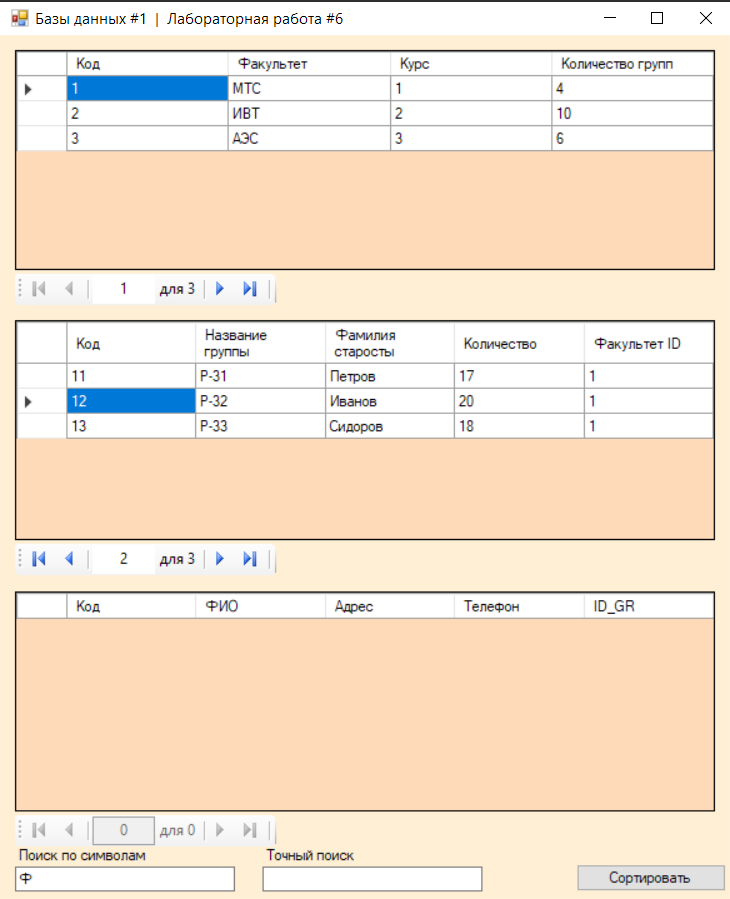 Базы данных #1 | Лабораторная работа #6
Код Факультет Курс Количество групп
1 МТС 1 4
2 ИВТ 2 10
3 АЭС 3 6
1 для 3
Код Название группы Фамилия старосты Количество Факультет ID
11 Р-31 Петров 17 1
12 Р-32 Иванов 20 1
13 Р-33 Сидоров 18 1
2 для 3
Код ФИО Адрес Телефон ID_GR
0 для 0
Поиск по символам Точный поиск
Ф
Сортировать